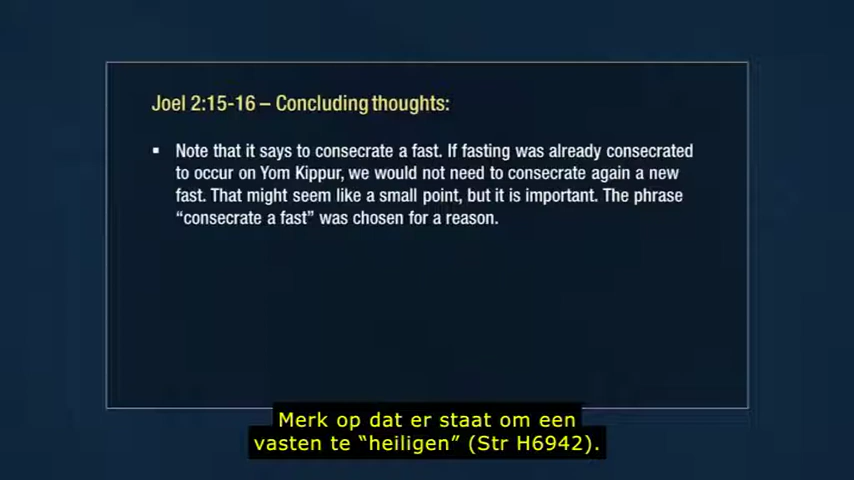 Joel 2:15-16 – Concluding thoughts:
▪ Note that it says to consecrate a fast. If fasting was already consecrated
to occur on Yom Kippur, we would not need to consecrate again a new
fast. That might seem like a small point, but it is important. The phrase
“consecrate a fast” was chosen for a reason.
Merk op dat er staat om een
vasten te “heiligen” (Str H6942).